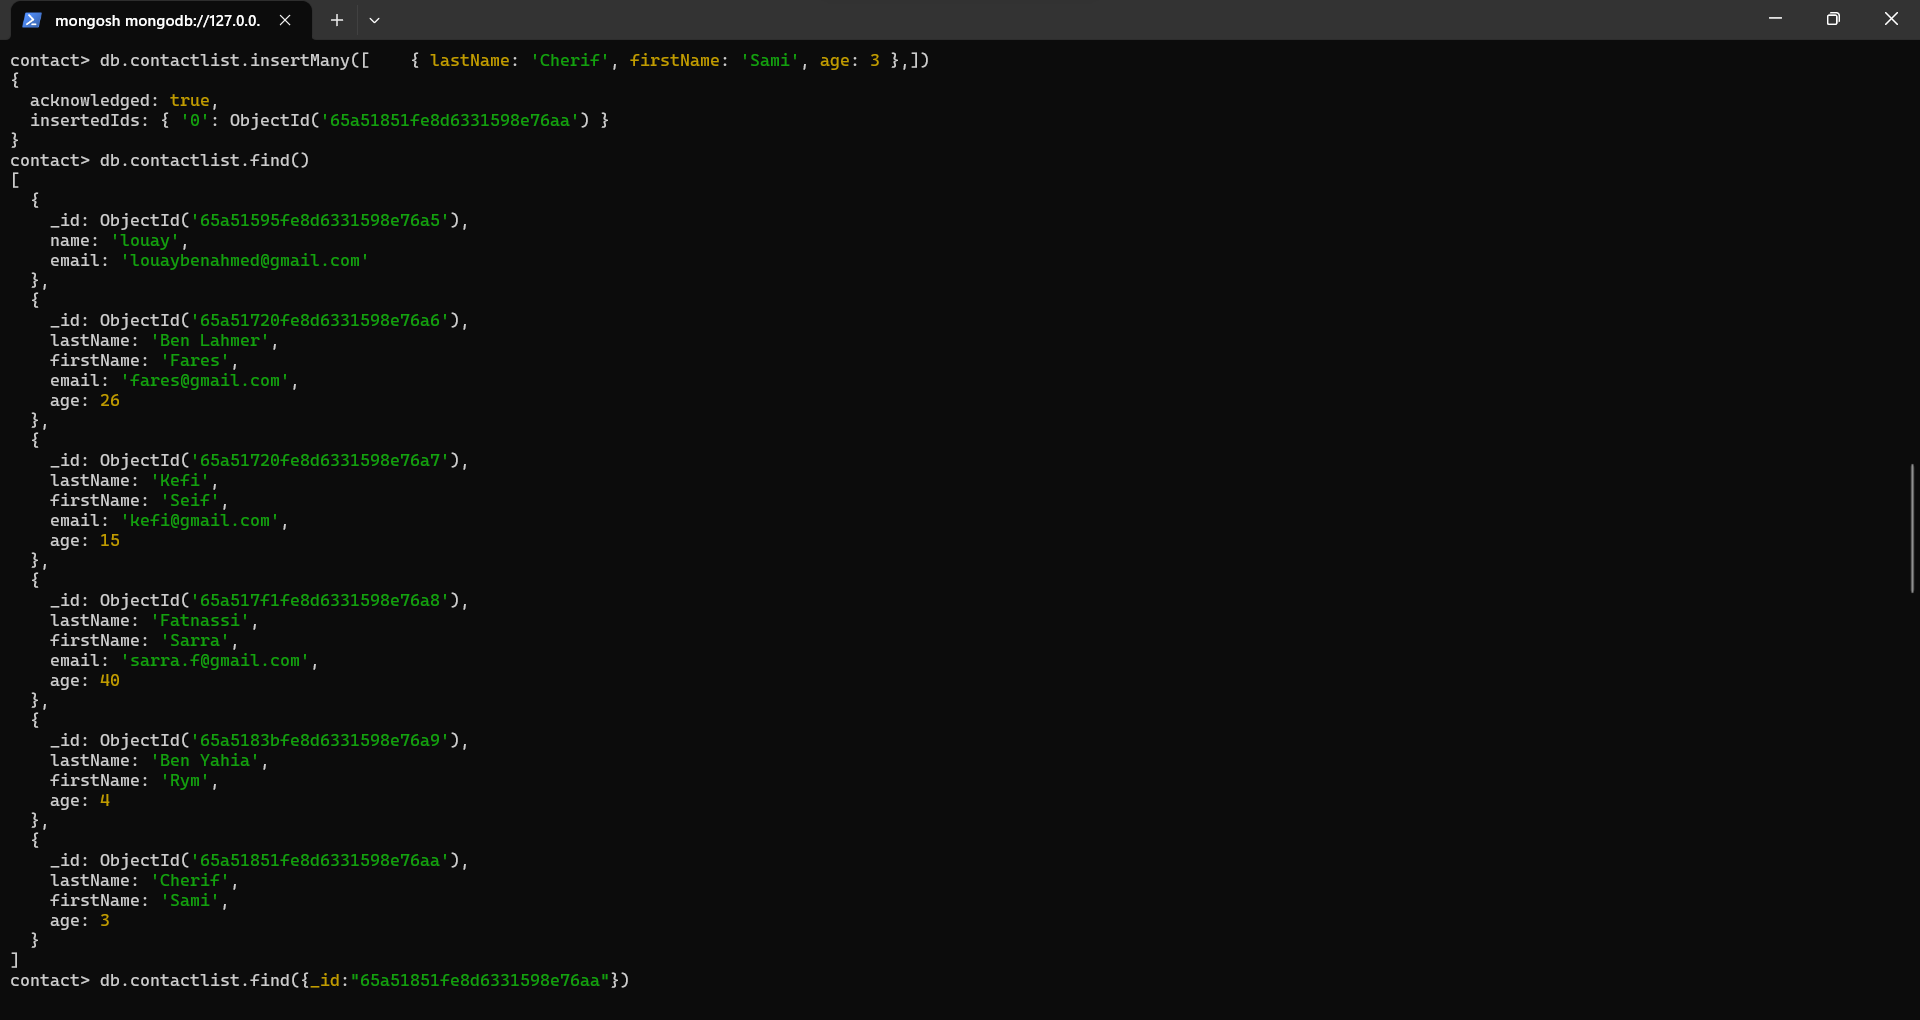 mongosh mongodb://127.0.0.
contact> db.contactlist.insertMany([    { lastName: 'Cherif', firstName: 'Sami', age: 3 },])
{
  acknowledged: true,
  insertedIds: { '0': ObjectId('65a51851fe8d6331598e76aa') }
}
contact> db.contactlist.find()
[
  {
    _id: ObjectId('65a51595fe8d6331598e76a5'),
    name: 'louay',
    email: 'louaybenahmed@gmail.com'
  },
  {
    _id: ObjectId('65a51720fe8d6331598e76a6'),
    lastName: 'Ben Lahmer',
    firstName: 'Fares',
    email: 'fares@gmail.com',
    age: 26
  },
  {
    _id: ObjectId('65a51720fe8d6331598e76a7'),
    lastName: 'Kefi',
    firstName: 'Seif',
    email: 'kefi@gmail.com',
    age: 15
  },
  {
    _id: ObjectId('65a517f1fe8d6331598e76a8'),
    lastName: 'Fatnassi',
    firstName: 'Sarra',
    email: 'sarra.f@gmail.com',
    age: 40
  },
  {
    _id: ObjectId('65a5183bfe8d6331598e76a9'),
    lastName: 'Ben Yahia',
    firstName: 'Rym',
    age: 4
  },
  {
    _id: ObjectId('65a51851fe8d6331598e76aa'),
    lastName: 'Cherif',
    firstName: 'Sami',
    age: 3
  }
]
contact> db.contactlist.find({_id:"65a51851fe8d6331598e76aa"})